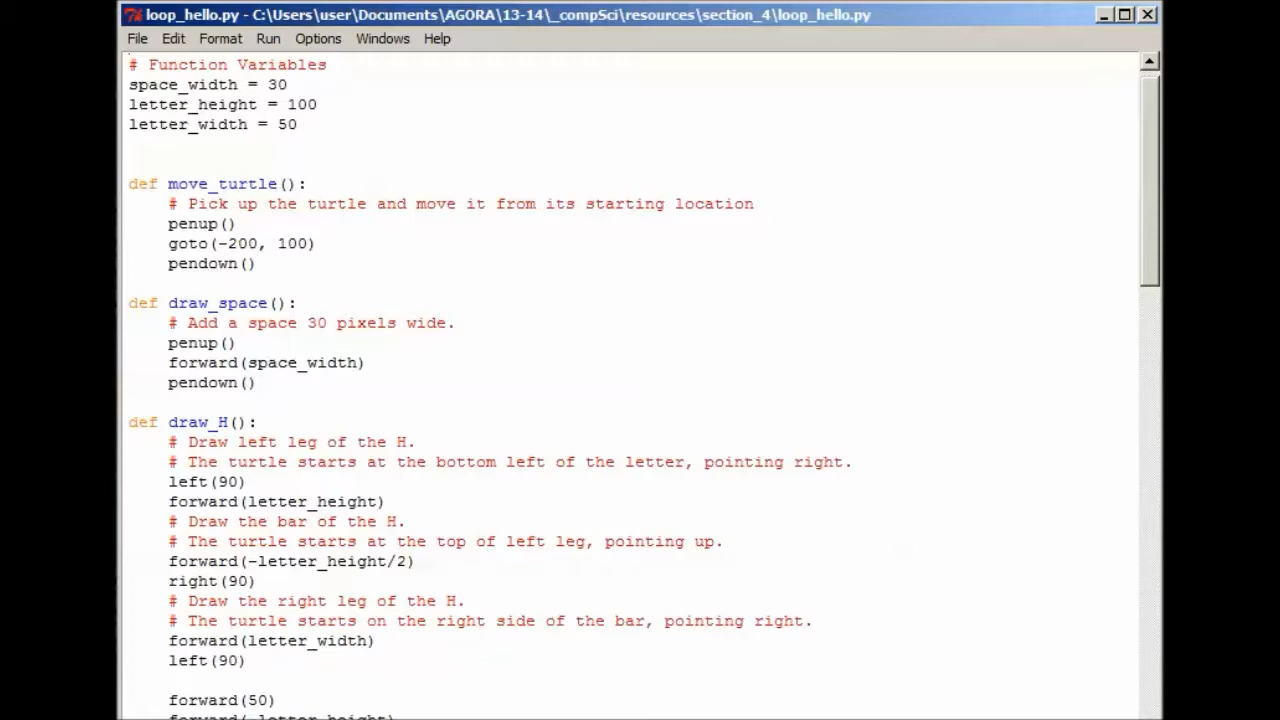 loop_hello.py - C:\Users\user\Documents\AGORA\13-14\_compSci\resources\section_4\loop_hello.py
File Edit Format Run Options Windows Help
# Function Variables
space_width = 30
letter_height = 100
letter_width = 50
def move_turtle():
    # Pick up the turtle and move it from its starting location
    penup()
    goto(-200, 100)
    pendown()
def draw_space():
    # Add a space 30 pixels wide.
    penup()
    forward(space_width)
    pendown()
def draw_H():
    # Draw left leg of the H.
    # The turtle starts at the bottom left of the letter, pointing right.
    left(90)
    forward(letter_height)
    # Draw the bar of the H.
    # The turtle starts at the top of left leg, pointing up.
    forward(-letter_height/2)
    right(90)
    # Draw the right leg of the H.
    # The turtle starts on the right side of the bar, pointing right.
    forward(letter_width)
    left(90)
    forward(50)
    forward(-letter_height)